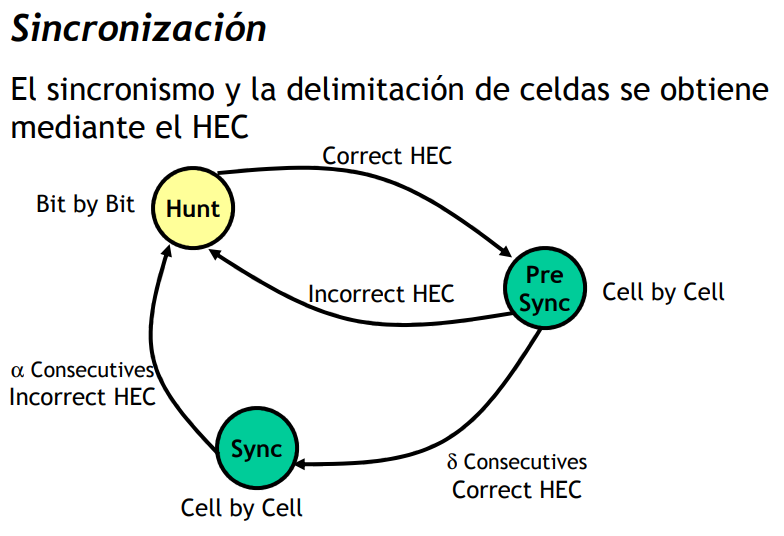 Sincronización
El sincronismo y la delimitación de celdas se obtiene
mediante el HEC
Correct HEC
Bit by Bit
Hunt
Pre
Sync
Cell by Cell
Incorrect HEC
α Consecutives
Incorrect HEC
Sync
Cell by Cell
δ Consecutives
Correct HEC